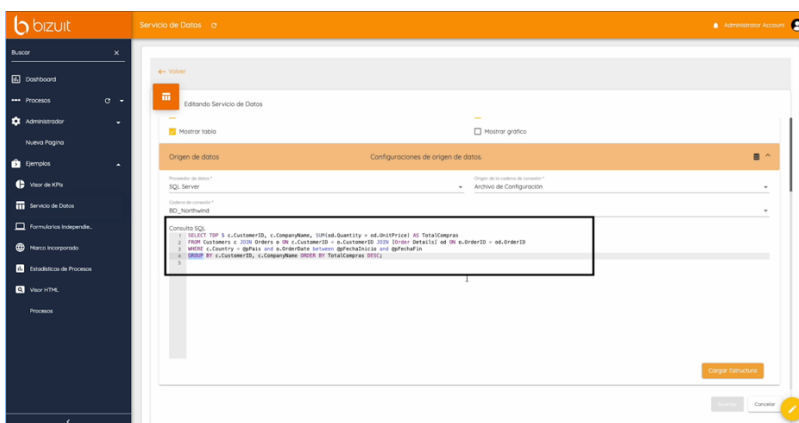 bizuit
Servicio de Datos
Administrator Account
Buscar
×
Dashboard
Procesos
Administrador
Nueva Pagina
Ejemplos
Visor de KPIs
Servicio de Datos
Formularios Independie...
Marco Incorporado
Estadísticas de Procesos
Visor HTML
Procesos
← Volver
Editando Servicio de Datos
Mostrar tabla
Mostrar gráfico
Origen de datos
Configuraciones de origen de datos.
Proveedor de datos *
SQL Server
Origen de la cadena de conexión *
Archivo de Configuración
Cadena de conexión *
BD_Northwind
Consulta SQL
1 SELECT TOP 5 c.CustomerID, c.CompanyName, SUM(od.Quantity * od.UnitPrice) AS TotalCompras
2 FROM Customers c JOIN Orders o ON c.CustomerID = o.CustomerID JOIN [Order Details] od ON o.OrderID = od.OrderID
3 WHERE c.Country = @pPais and o.OrderDate between @pFechaInicio and @pFechaFin
4 GROUP BY c.CustomerID, c.CompanyName ORDER BY TotalCompras DESC;
5
Cargar Estructura
Cancelar